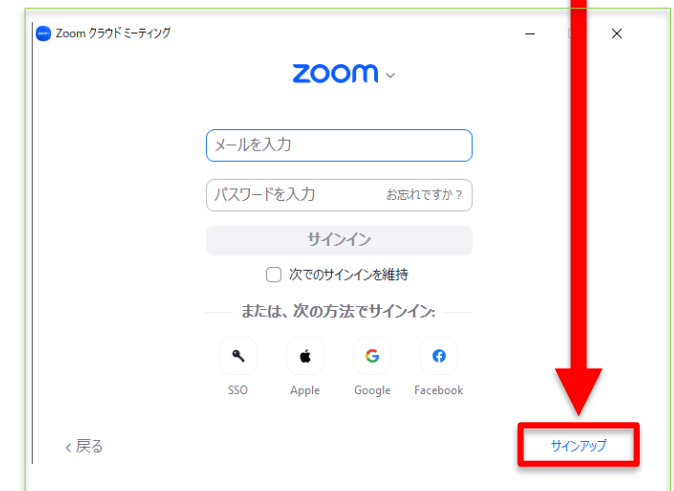 Zoom クラウド ミーティング
zoom
メールを入力
パスワードを入力 お忘れですか?
サインイン
次でのサインインを維持
または、次の方法でサインイン:
SSO Apple Google Facebook
< 戻る サインアップ